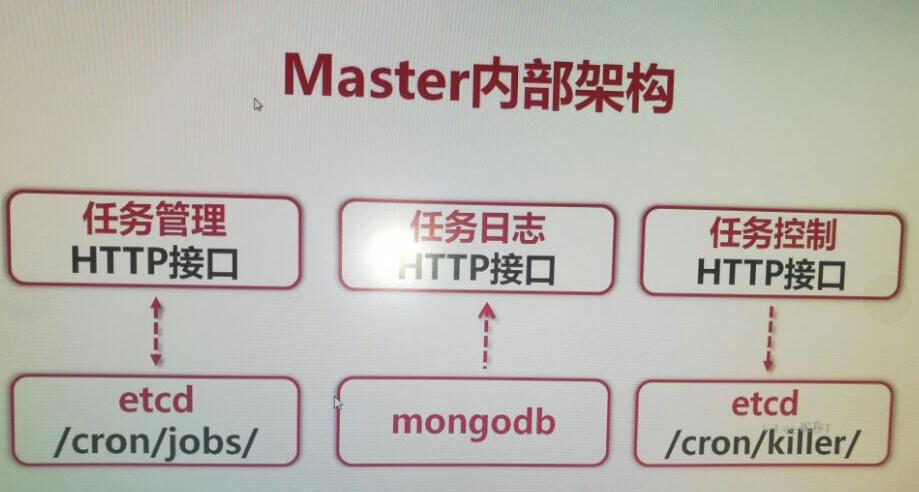 Master内部架构
任务管理
HTTP接口
任务日志
HTTP接口
任务控制
HTTP接口
etcd
/cron/jobs/
mongodb
etcd
/cron/killer/